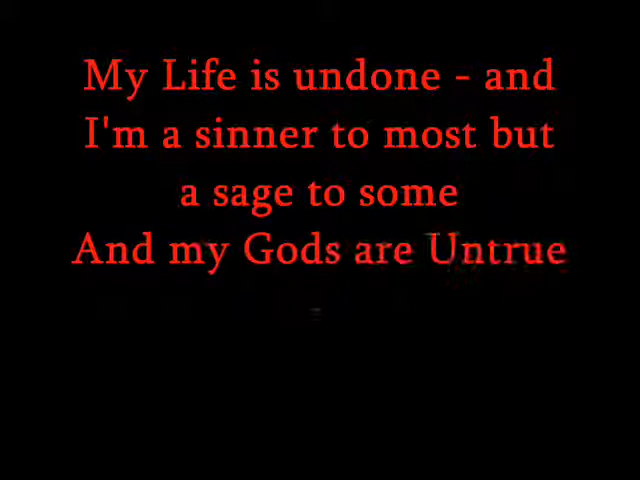 My Life is undone - and
I'm a sinner to most but
a sage to some
And my Gods are Untrue